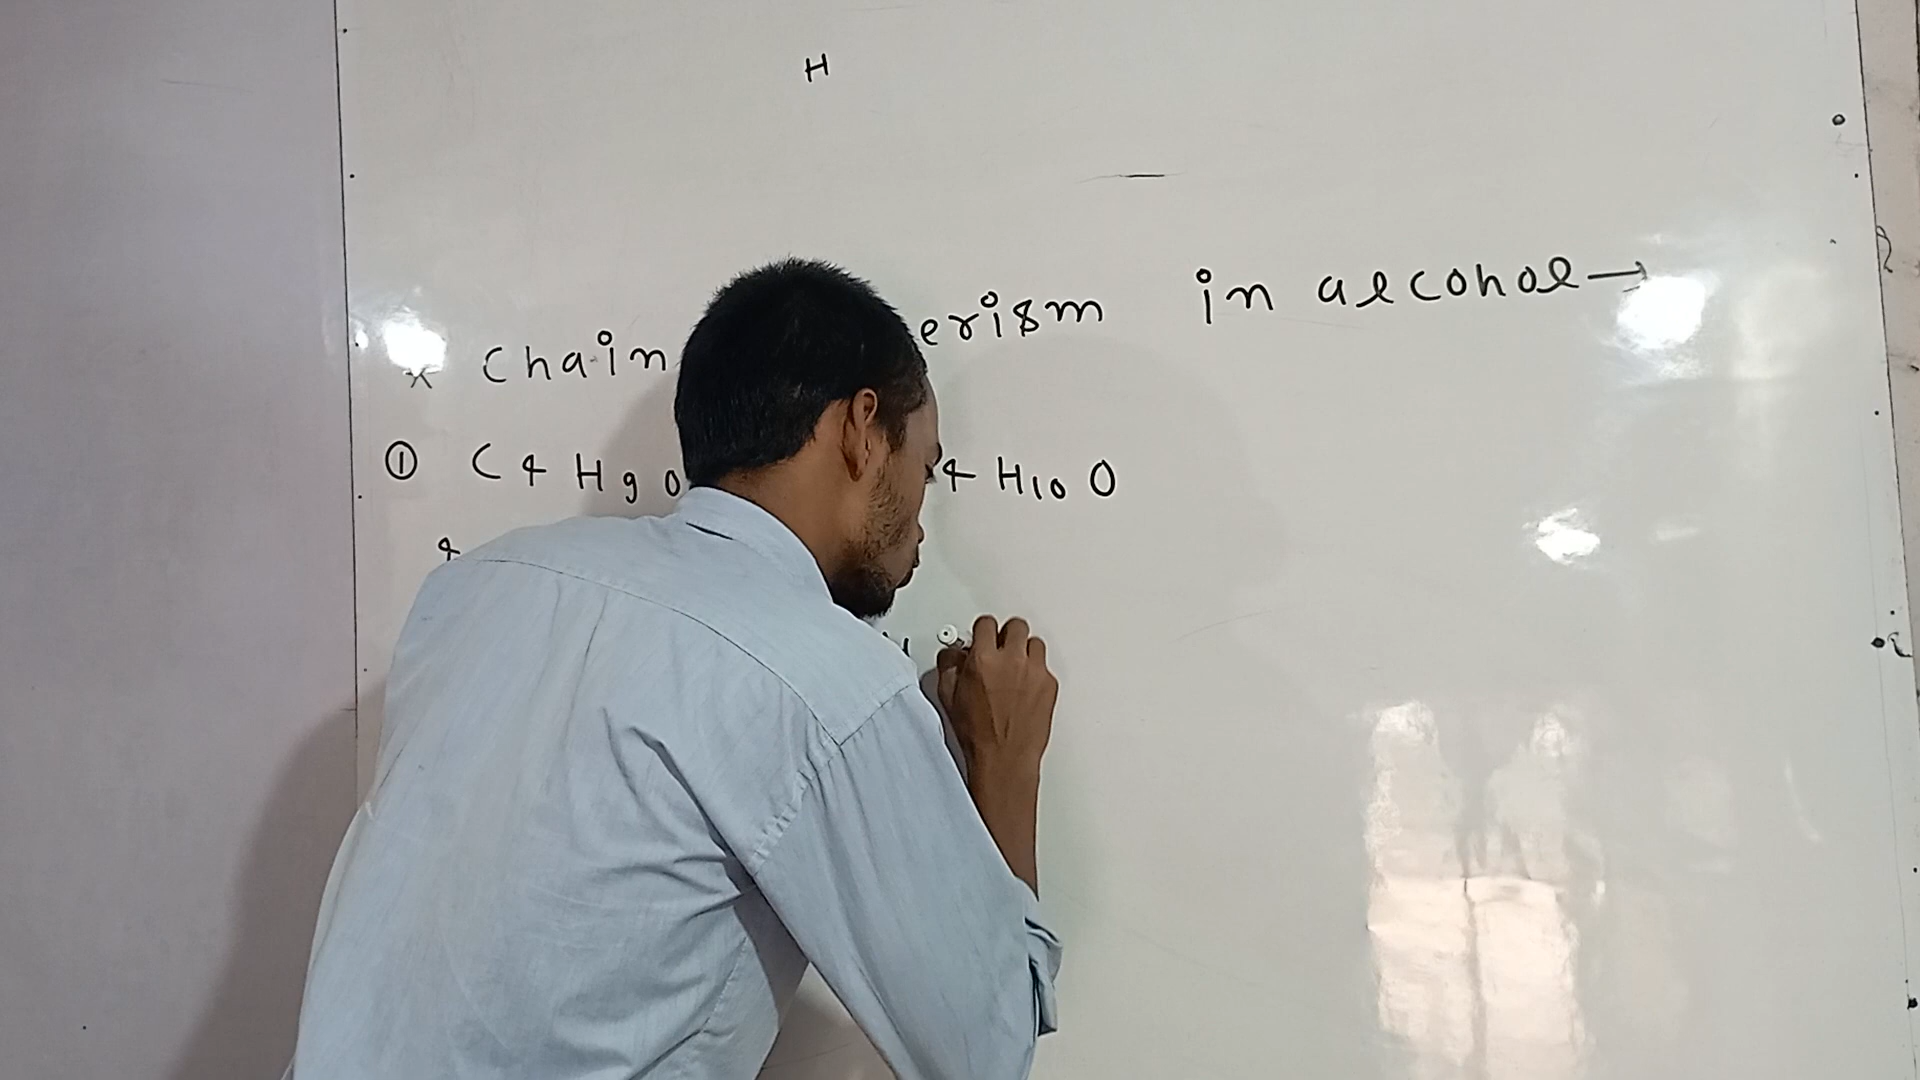 H
* Chain erism in alcohol→
① C4H9O 4H10O